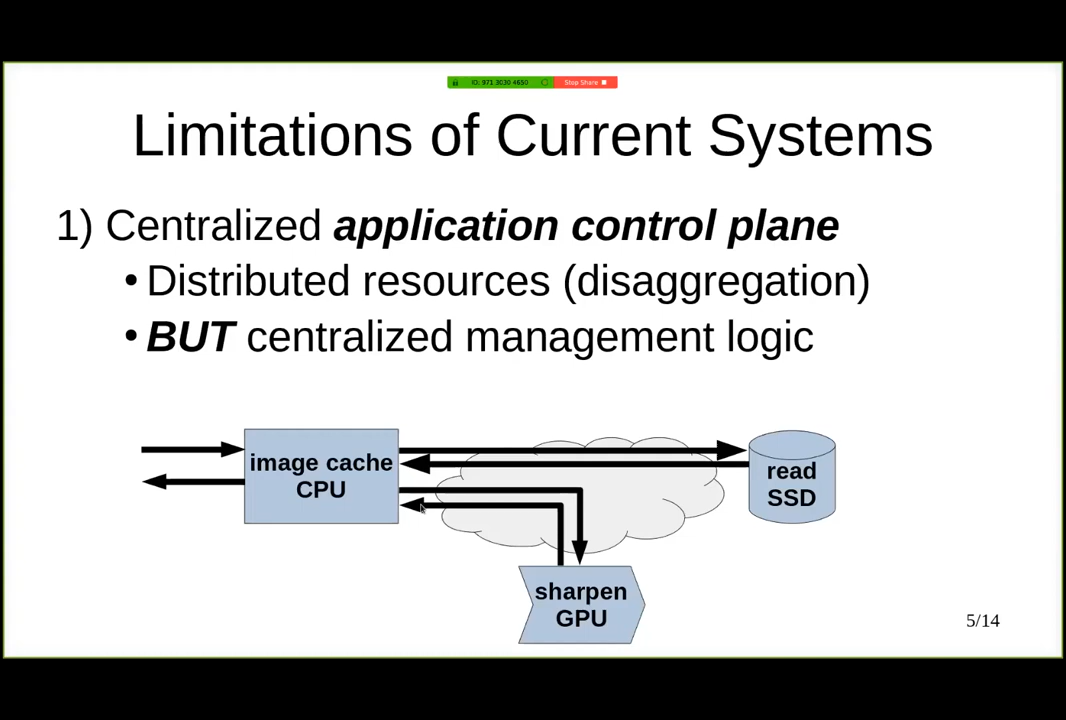 ID: 971 3020 4650 Stop Share
Limitations of Current Systems
1) Centralized application control plane
• Distributed resources (disaggregation)
• BUT centralized management logic
image cache
CPU
read
SSD
sharpen
GPU
5/14